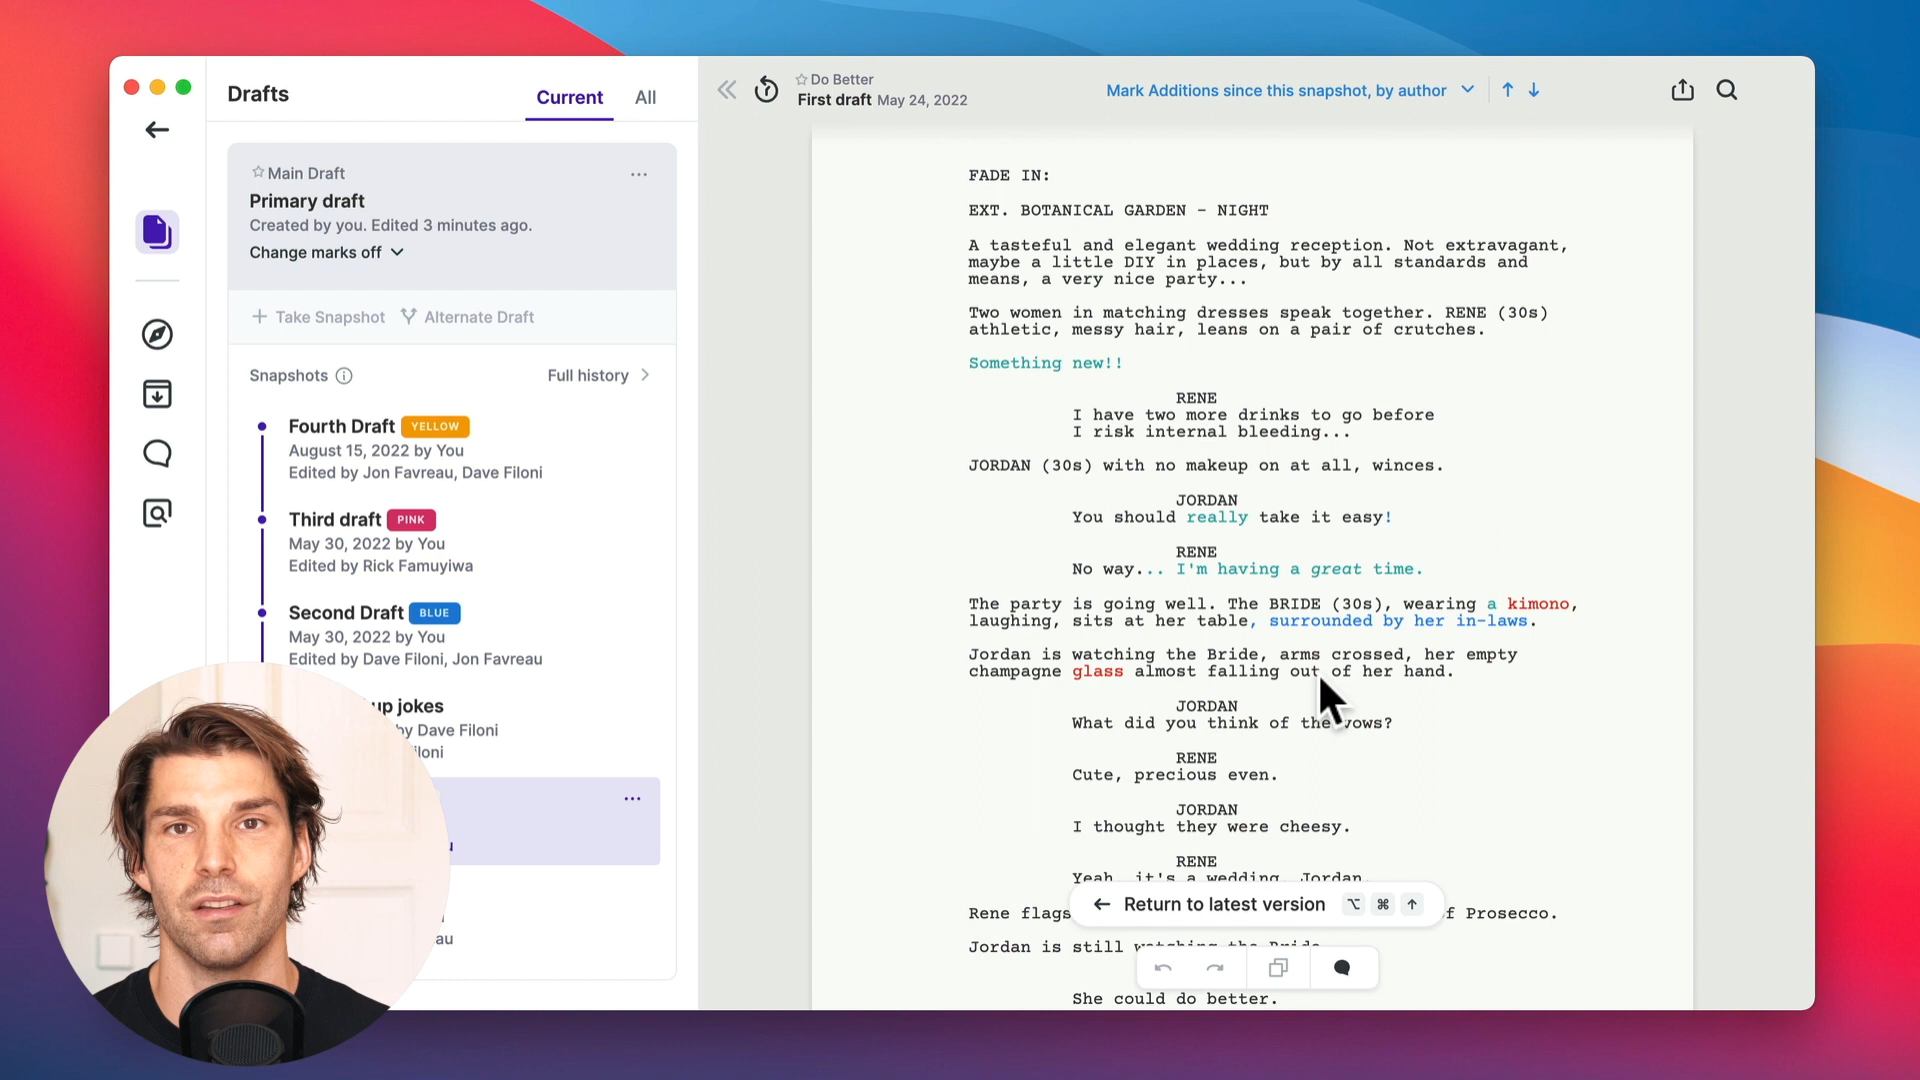 Drafts
Current
All
Main Draft
Primary draft
Created by you. Edited 3 minutes ago.
Change marks off
Take Snapshot
Alternate Draft
Snapshots
Full history
Fourth Draft YELLOW
August 15, 2022 by You
Edited by Jon Favreau, Dave Filoni
Third draft PINK
May 30, 2022 by You
Edited by Rick Famuyiwa
Second Draft BLUE
May 30, 2022 by You
Edited by Dave Filoni, Jon Favreau
up jokes
by Dave Filoni
Do Better
First draft May 24, 2022
Mark Additions since this snapshot, by author
FADE IN:
EXT. BOTANICAL GARDEN - NIGHT
A tasteful and elegant wedding reception. Not extravagant,
maybe a little DIY in places, but by all standards and
means, a very nice party...
Two women in matching dresses speak together. RENE (30s)
athletic, messy hair, leans on a pair of crutches.
Something new!!
RENE
I have two more drinks to go before
I risk internal bleeding...
JORDAN (30s) with no makeup on at all, winces.
JORDAN
You should really take it easy!
RENE
No way... I'm having a great time.
The party is going well. The BRIDE (30s), wearing a kimono,
laughing, sits at her table, surrounded by her in-laws.
Jordan is watching the Bride, arms crossed, her empty
champagne glass almost falling out of her hand.
JORDAN
What did you think of the vows?
RENE
Cute, precious even.
JORDAN
I thought they were cheesy.
RENE
Yeah, it's a wedding, Jordan.
Rene flags
f Prosecco.
Return to latest version
Jordan is still watching the Bride.
She could do better.